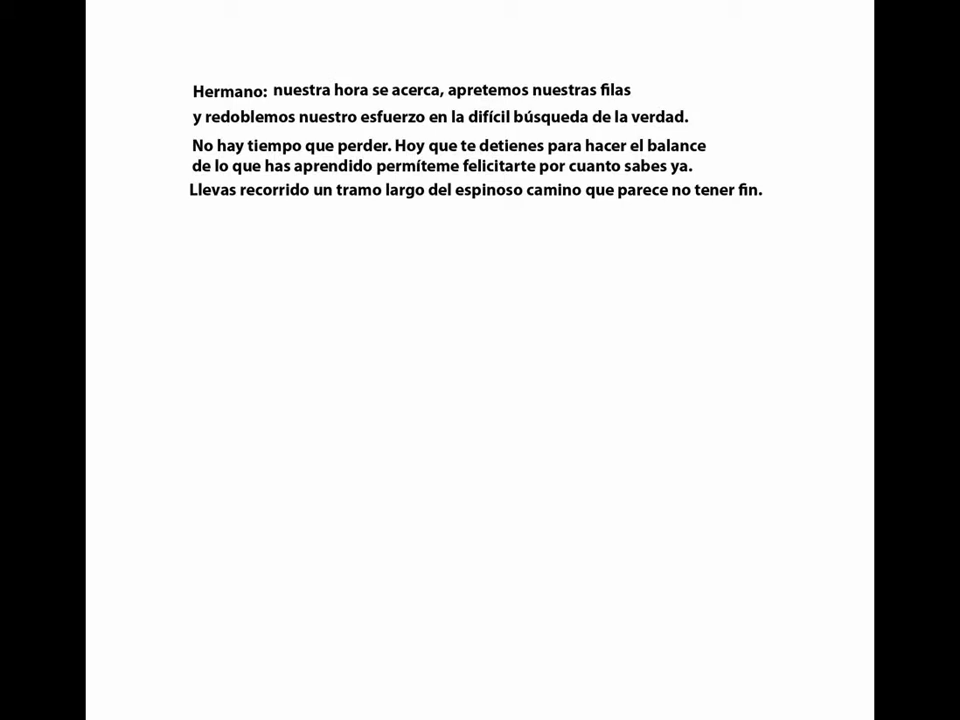 Hermano: nuestra hora se acerca, apretemos nuestras filas
y redoblemos nuestro esfuerzo en la difícil búsqueda de la verdad.
No hay tiempo que perder. Hoy que te detienes para hacer el balance
de lo que has aprendido permíteme felicitarte por cuanto sabes ya.
Llevas recorrido un tramo largo del espinoso camino que parece no tener fin.